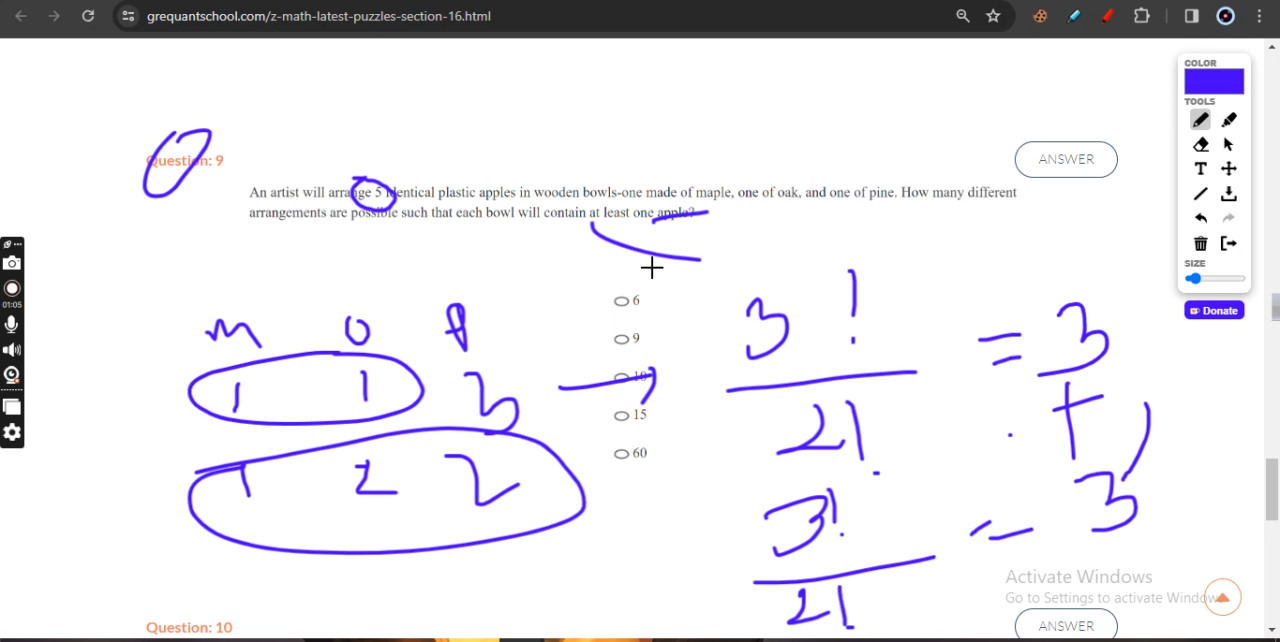 grequantschool.com/z-math-latest-puzzles-section-16.html
COLOR
TOOLS
T
SIZE
Donate
01:05
Question: 9
ANSWER
An artist will arrange 5 identical plastic apples in wooden bowls-one made of maple, one of oak, and one of pine. How many different
arrangements are possible such that each bowl will contain at least one apple?
6
9
10
15
60
m o p
1 1 3
1 2 2
3!
2!
= 3
+
3!
2!
= 3
Activate Windows
Go to Settings to activate Windows
Question: 10
ANSWER